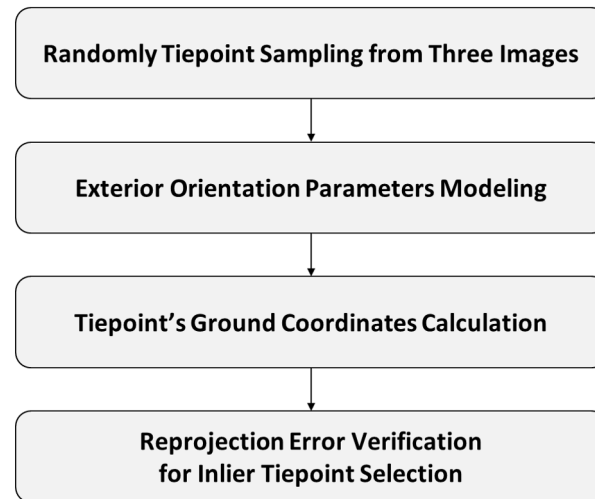 Randomly Tiepoint Sampling from Three Images
Exterior Orientation Parameters Modeling
Tiepoint’s Ground Coordinates Calculation
Reprojection Error Verification
for Inlier Tiepoint Selection